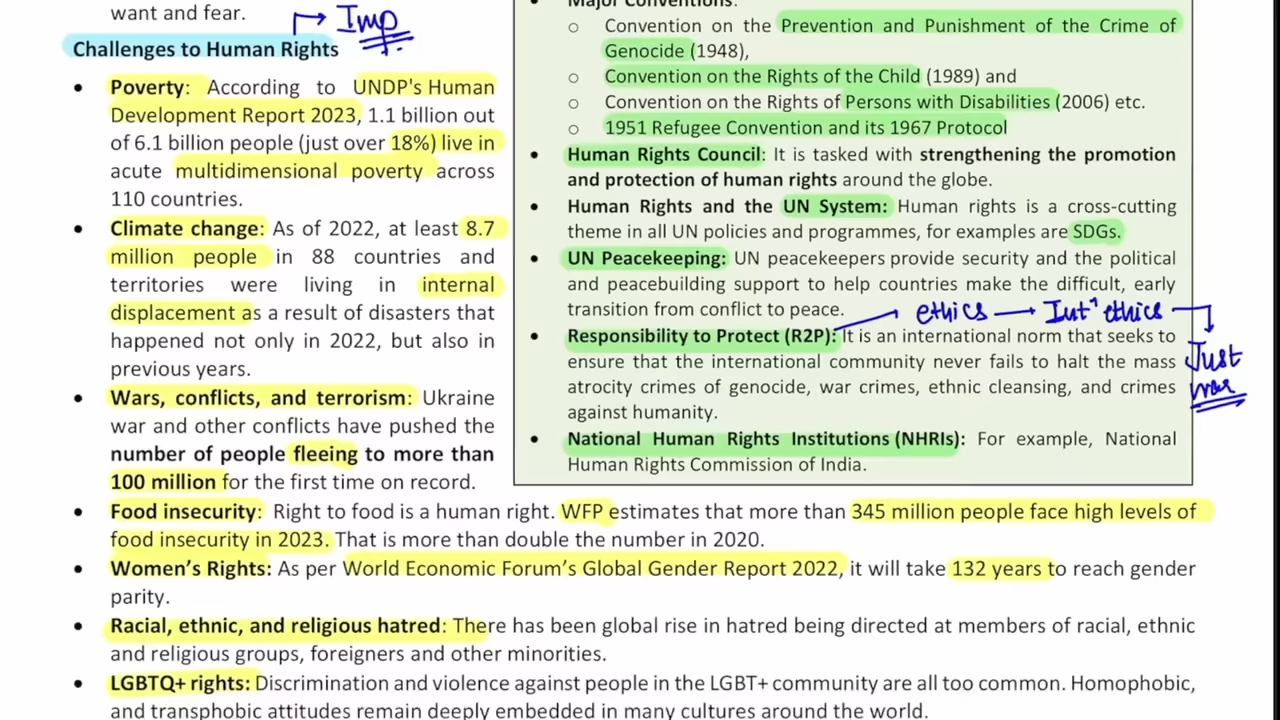 want and fear.
Imp
Challenges to Human Rights
• Poverty: According to UNDP's Human
Development Report 2023, 1.1 billion out
of 6.1 billion people (just over 18%) live in
acute multidimensional poverty across
110 countries.
• Climate change: As of 2022, at least 8.7
million people in 88 countries and
territories were living in internal
displacement as a result of disasters that
happened not only in 2022, but also in
previous years.
• Wars, conflicts, and terrorism: Ukraine
war and other conflicts have pushed the
number of people fleeing to more than
100 million for the first time on record.
• Major Conventions:
o Convention on the Prevention and Punishment of the Crime of
Genocide (1948),
o Convention on the Rights of the Child (1989) and
o Convention on the Rights of Persons with Disabilities (2006) etc.
o 1951 Refugee Convention and its 1967 Protocol
• Human Rights Council: It is tasked with strengthening the promotion
and protection of human rights around the globe.
• Human Rights and the UN System: Human rights is a cross-cutting
theme in all UN policies and programmes, for examples are SDGs.
• UN Peacekeeping: UN peacekeepers provide security and the political
and peacebuilding support to help countries make the difficult, early
transition from conflict to peace.
ethics → Intⁿ ethics
• Responsibility to Protect (R2P): It is an international norm that seeks to
ensure that the international community never fails to halt the mass
atrocity crimes of genocide, war crimes, ethnic cleansing, and crimes
against humanity.
Just
war
• National Human Rights Institutions (NHRIs): For example, National
Human Rights Commission of India.
• Food insecurity: Right to food is a human right. WFP estimates that more than 345 million people face high levels of
food insecurity in 2023. That is more than double the number in 2020.
• Women’s Rights: As per World Economic Forum’s Global Gender Report 2022, it will take 132 years to reach gender
parity.
• Racial, ethnic, and religious hatred: There has been global rise in hatred being directed at members of racial, ethnic
and religious groups, foreigners and other minorities.
• LGBTQ+ rights: Discrimination and violence against people in the LGBT+ community are all too common. Homophobic,
and transphobic attitudes remain deeply embedded in many cultures around the world.